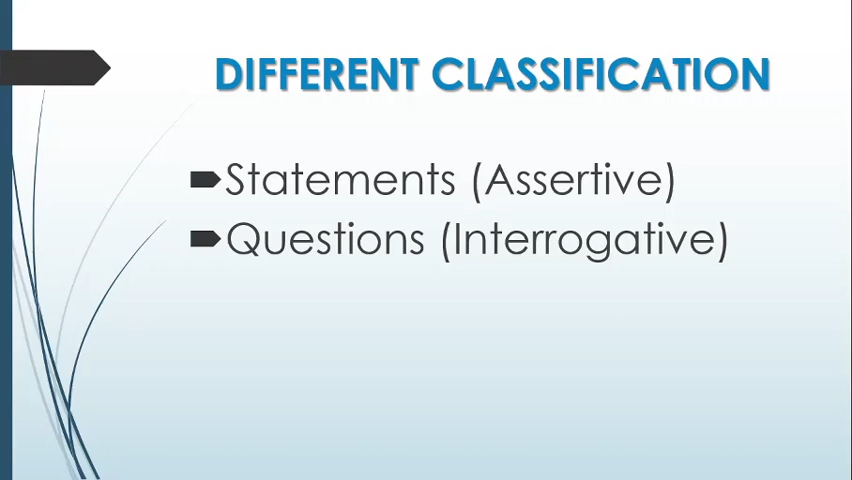 DIFFERENT CLASSIFICATION
Statements (Assertive)
Questions (Interrogative)